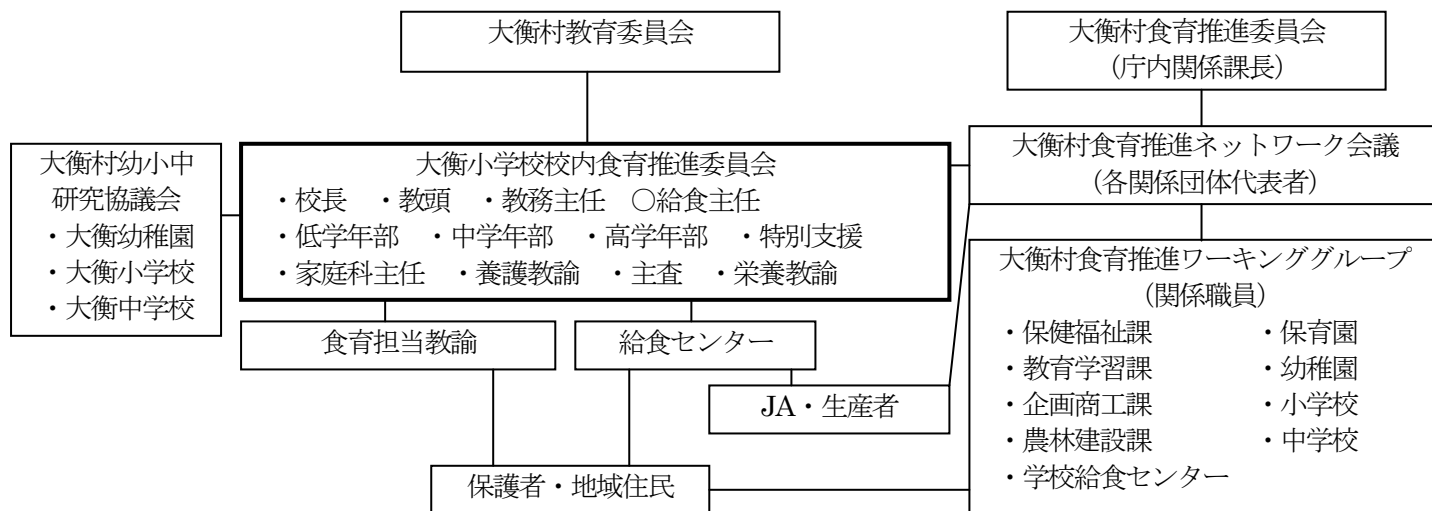 大衡村教育委員会
大衡村食育推進委員会
（庁内関係課長）
大衡村幼小中
研究協議会
・大衡幼稚園
・大衡小学校
・大衡中学校
大衡小学校校内食育推進委員会
・校長　・教頭　・教務主任　○給食主任
・低学年部　・中学年部　・高学年部　・特別支援
・家庭科主任　・養護教諭　・主査　・栄養教諭
大衡村食育推進ネットワーク会議
（各関係団体代表者）
大衡村食育推進ワーキンググループ
（関係職員）
・保健福祉課　・保育園
・教育学習課　・幼稚園
・企画商工課　・小学校
・農林建設課　・中学校
・学校給食センター
食育担当教諭
給食センター
JA・生産者
保護者・地域住民